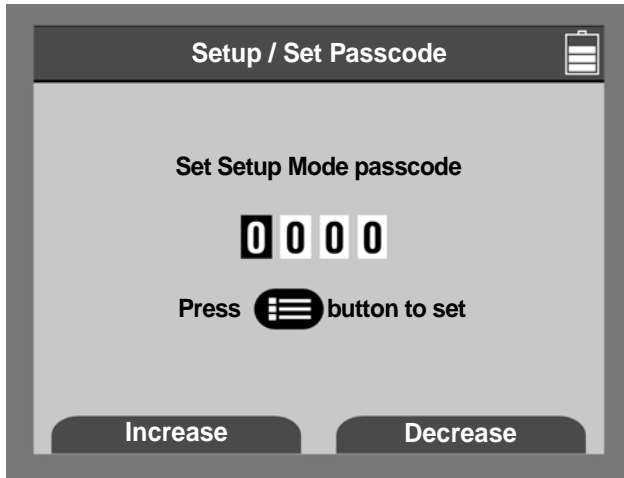 Setup / Set Passcode
Set Setup Mode passcode
0 0 0 0
Press button to set
Increase Decrease